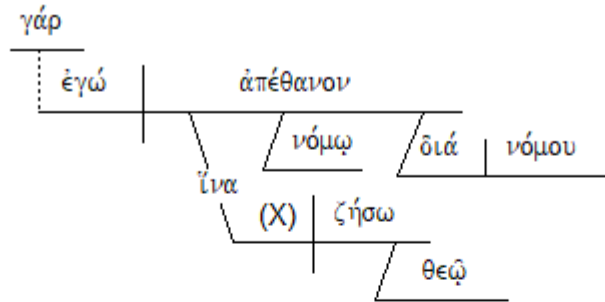 γάρ
ἐγώ ἀπέθανον
νόμῳ διά νόμου
ἵνα
(X) ζήσω
θεῷ